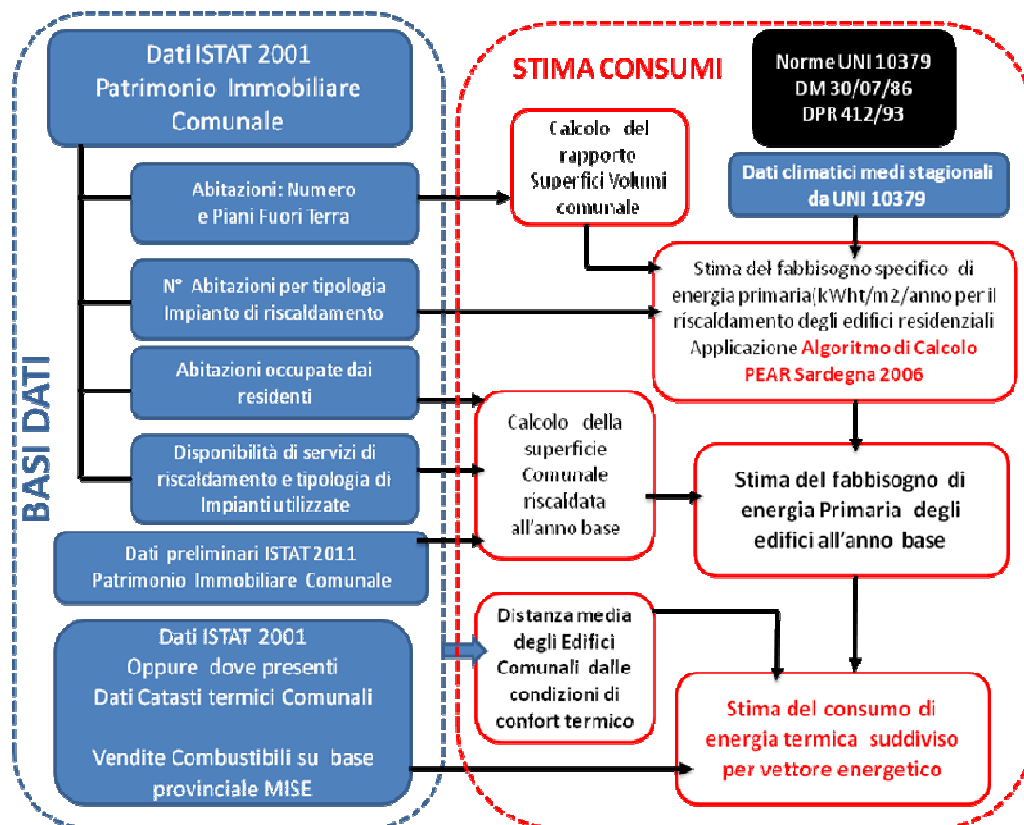 Dati ISTAT 2001
Patrimonio Immobiliare
Comunale
Abitazioni: Numero
e Piani Fuori Terra
N° Abitazioni per tipologia
Impianto di riscaldamento
Abitazioni occupate dai
residenti
Disponibilità di servizi di
riscaldamento e tipologia di
Impianti utilizzate
Dati preliminari ISTAT 2011
Patrimonio Immobiliare Comunale
Dati ISTAT 2001
Oppure dove presenti
Dati Catasti termici Comunali
Vendite Combustibili su base
provinciale MISE
BASI DATI
STIMA CONSUMI
Norme UNI 10379
DM 30/07/86
DPR 412/93
Calcolo del
rapporto
Superfici Volumi
comunale
Dati climatici medi stagionali
da UNI 10379
Stima del fabbisogno specifico di
energia primaria(kWht/m2/anno per il
riscaldamento degli edifici residenziali
Applicazione Algoritmo di Calcolo
PEAR Sardegna 2006
Calcolo della
superficie
Comunale
riscaldata
all'anno base
Stima del fabbisogno di
energia Primaria degli
edifici all'anno base
Distanza media
degli Edifici
Comunali dalle
condizioni di
confort termico
Stima del consumo di
energia termica suddiviso
per vettore energetico